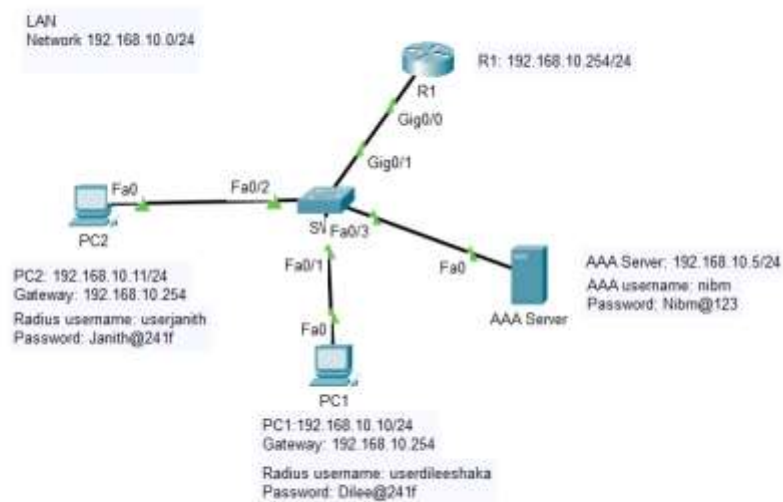 LAN
Network 192.168.10.0/24
R1: 192.168.10.254/24
R1
Gig0/0
Gig0/1
Fa0
Fa0/2
PC2
Fa0/3
Fa0/1
Fa0
AAA Server
PC2: 192.168.10.11/24
Gateway: 192.168.10.254
Radius username: userjanith
Password: Janith@241f
AAA Server: 192.168.10.5/24
AAA username: nibm
Password: Nibm@123
Fa0
PC1
PC1:192.168.10.10/24
Gateway: 192.168.10.254
Radius username: userdileeshaka
Password: Dilee@241f